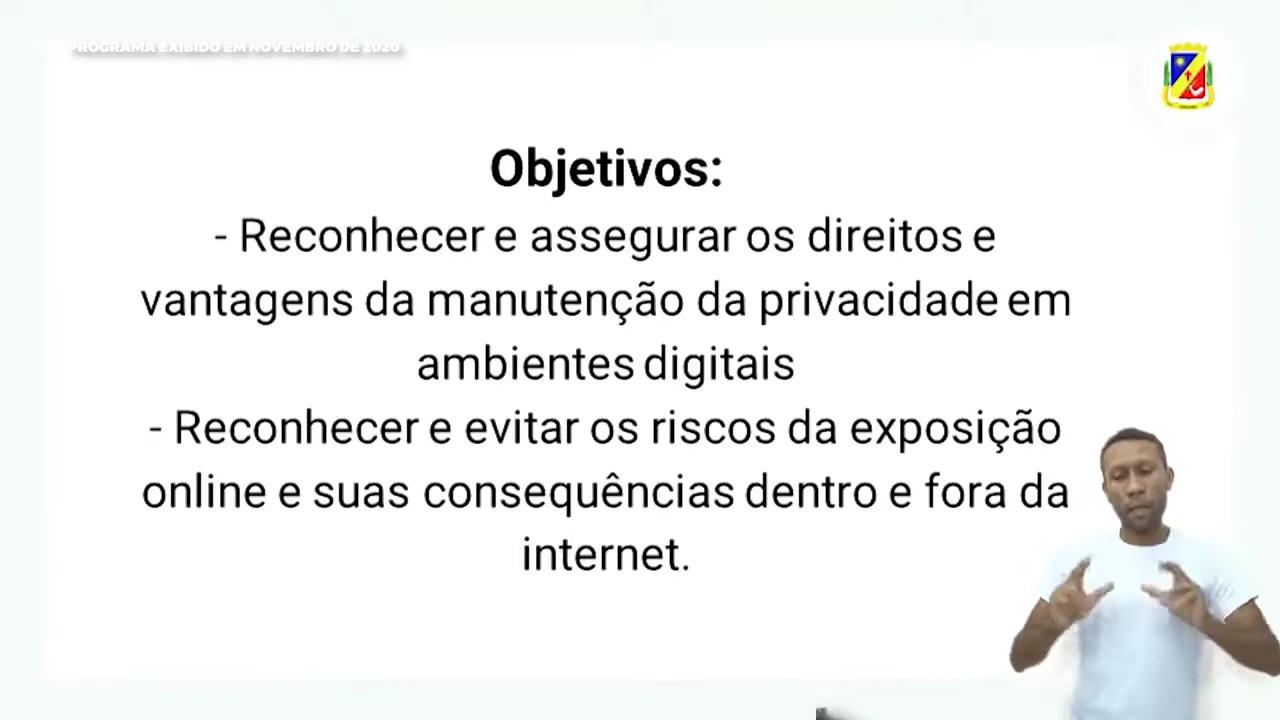 PROGRAMA EXIBIDO EM NOVEMBRO DE 2020
Objetivos:
- Reconhecer e assegurar os direitos e
vantagens da manutenção da privacidade em
ambientes digitais
- Reconhecer e evitar os riscos da exposição
online e suas consequências dentro e fora da
internet.